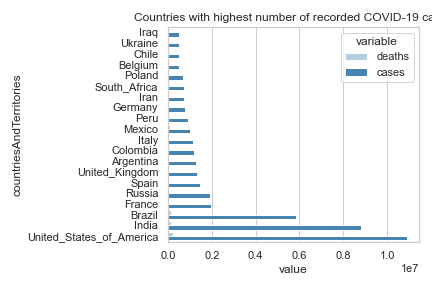 Countries with highest number of recorded COVID-19 ca
countriesAndTerritories
Iraq
Ukraine
Chile
Belgium
Poland
South_Africa
Iran
Germany
Peru
Mexico
Italy
Colombia
Argentina
United_Kingdom
Spain
Russia
France
Brazil
India
United_States_of_America
variable
deaths
cases
0.0 0.2 0.4 0.6 0.8 1.0
1e7
value